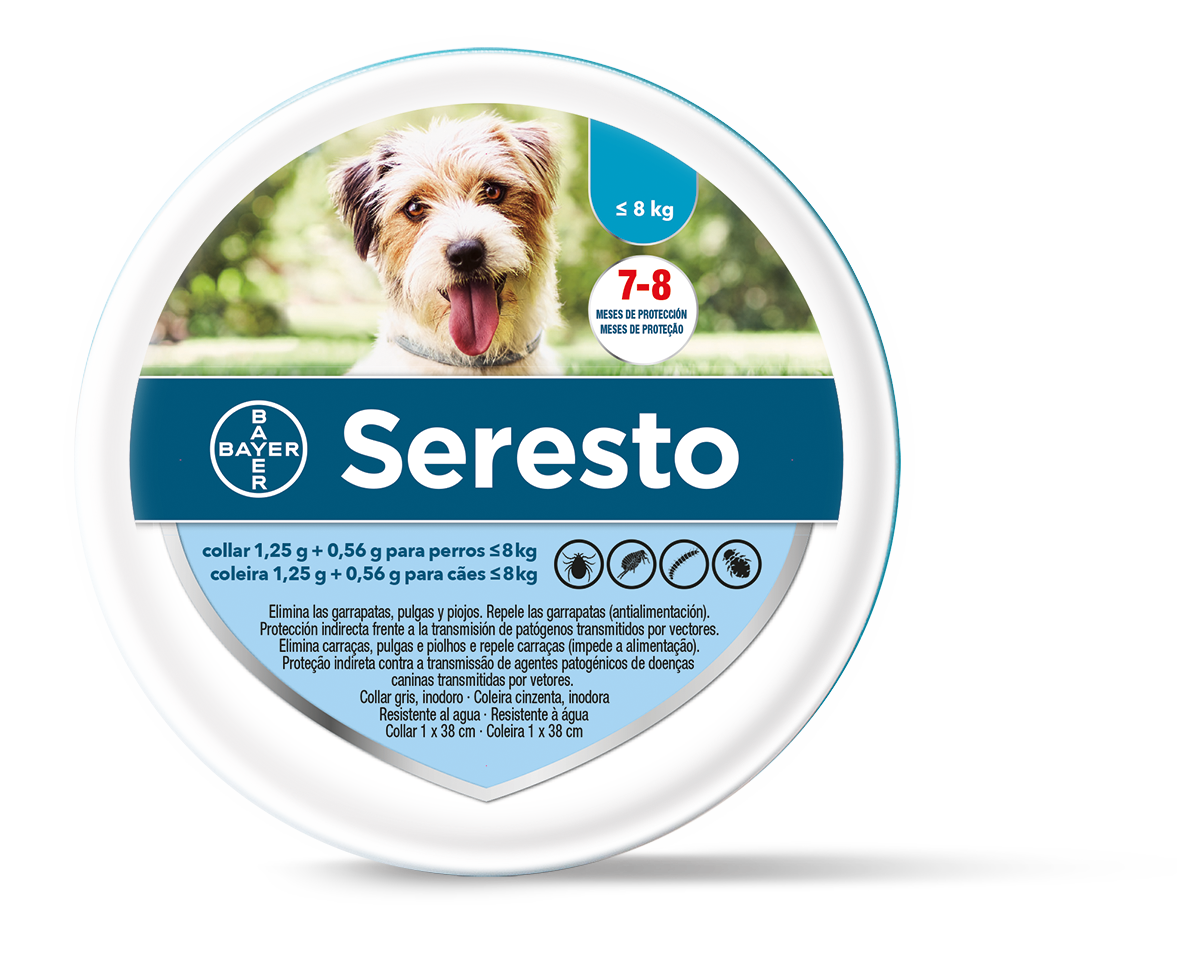 ≤ 8 kg
7-8
MESES DE PROTECCIÓN
MESES DE PROTEÇÃO
BAYER
BAYER
Seresto
collar 1,25 g + 0,56 g para perros ≤8kg
coleira 1,25 g + 0,56 g para cães ≤8kg
Elimina las garrapatas, pulgas y piojos. Repele las garrapatas (antialimentación).
Protección indirecta frente a la transmisión de patógenos transmitidos por vectores.
Elimina carraças, pulgas e piolhos e repele carraças (impede a alimentação).
Proteção indireta contra a transmissão de agentes patogénicos de doenças
caninas transmitidas por vetores.
Collar gris, inodoro · Coleira cinzenta, inodora
Resistente al agua · Resistente à água
Collar 1 x 38 cm · Coleira 1 x 38 cm